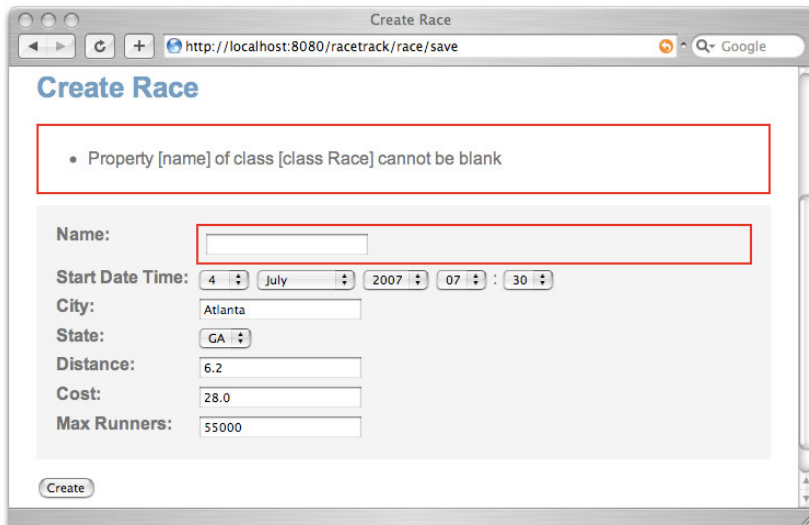 Create Race
http://localhost:8080/racetrack/race/save
Google
Create Race
• Property [name] of class [class Race] cannot be blank
Name:
Start Date Time: 4 July 2007 07 : 30
City: Atlanta
State: GA
Distance: 6.2
Cost: 28.0
Max Runners: 55000
Create